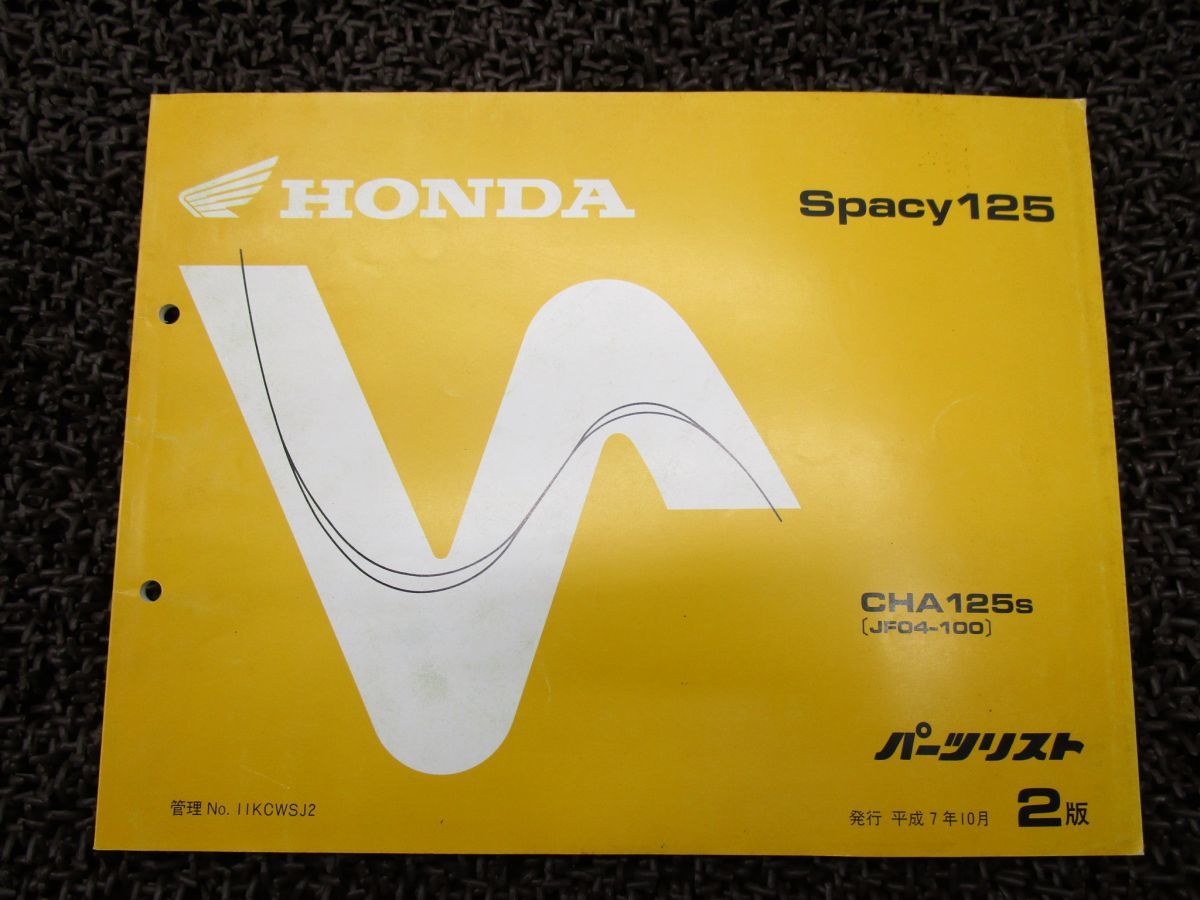 HONDA
Spacy125
CHA125s
〔JF04-100〕
パーツリスト
管理 No. 11KCWSJ2
発行 平成7年10月 2版